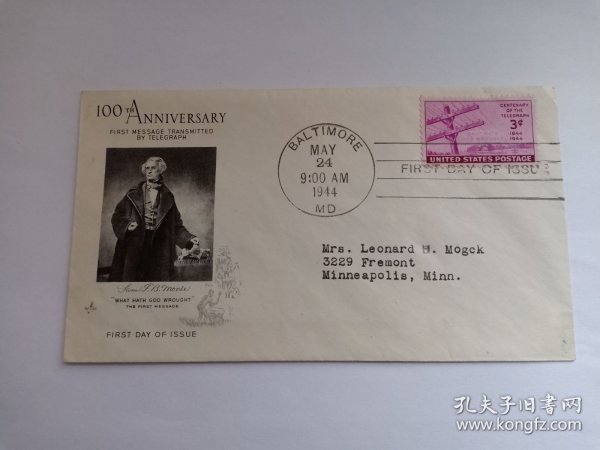 100TH ANNIVERSARY
FIRST MESSAGE TRANSMITTED
BY TELEGRAPH
Sam F. B. Morse
"WHAT HATH GOD WROUGHT"
THE FIRST MESSAGE
FIRST DAY OF ISSUE
BALTIMORE
MAY
24
9:00 AM
1944
MD
CENTENARY
OF THE
TELEGRAPH
3¢
1844
1944
UNITED STATES POSTAGE
FIRST DAY OF ISSUE
Mrs. Leonard H. Mogck
3229 Fremont
Minneapolis, Minn.
孔夫子旧书网
www.kongfz.com